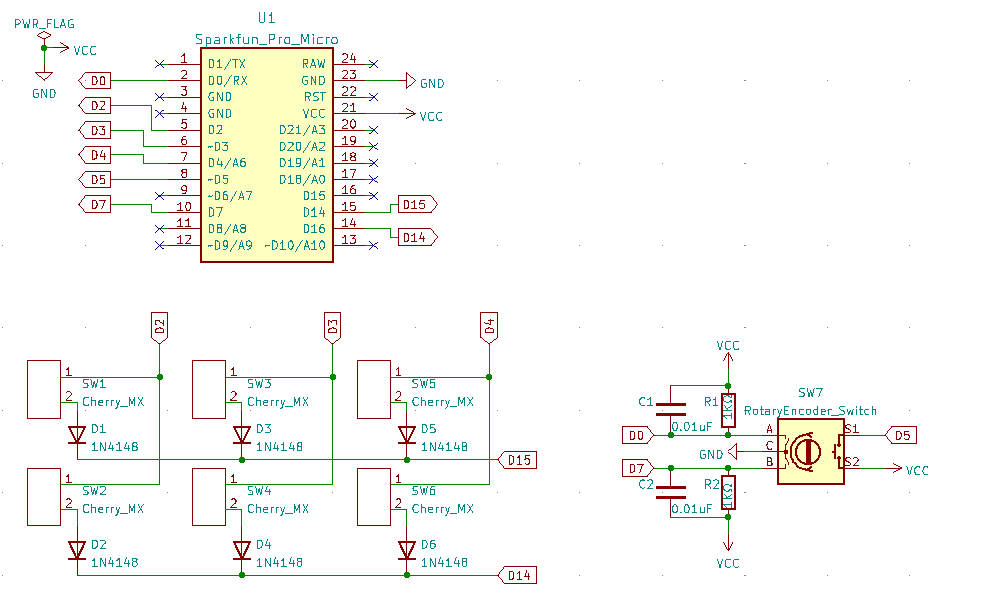 U1
Sparkfun_Pro_Micro
PWR_FLAG
VCC
GND
D0
D2
D3
D4
D5
D7
1 D1/TX
2 D0/RX
3 GND
4 GND
5 D2
6 ~D3
7 D4/A6
8 ~D5
9 ~D6/A7
10 D7
11 D8/A8
12 ~D9/A9
RAW 24
GND 23
RST 22
VCC 21
D21/A3 20
D20/A2 19
D19/A1 18
D18/A0 17
D15 16
D14 15
D16 14
~D10/A10 13
GND
VCC
D15
D14
D2
D3
D4
1
SW1
2
Cherry_MX
D1
1N4148
1
SW3
2
Cherry_MX
D3
1N4148
1
SW5
2
Cherry_MX
D5
1N4148
D15
1
SW2
2
Cherry_MX
D2
1N4148
1
SW4
2
Cherry_MX
D4
1N4148
1
SW6
2
Cherry_MX
D6
1N4148
D14
VCC
C1
0.01uF
R1
1KΩ
SW7
RotaryEncoder_Switch
D0
A
GND
C
D7
B
S1
D5
S2
VCC
C2
0.01uF
R2
1KΩ
VCC